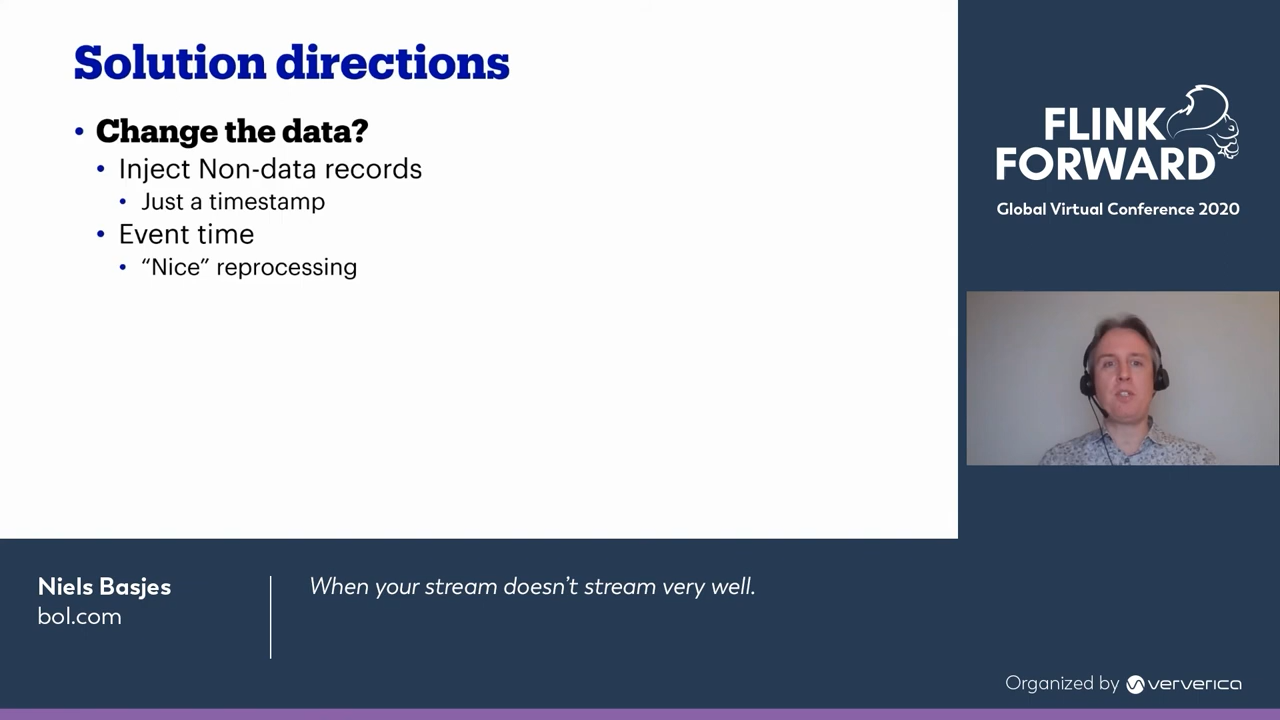 Solution directions
• Change the data?
• Inject Non-data records
• Just a timestamp
• Event time
• “Nice” reprocessing
FLINK
FORWARD
Global Virtual Conference 2020
Niels Basjes
bol.com
When your stream doesn’t stream very well.
Organized by ververica